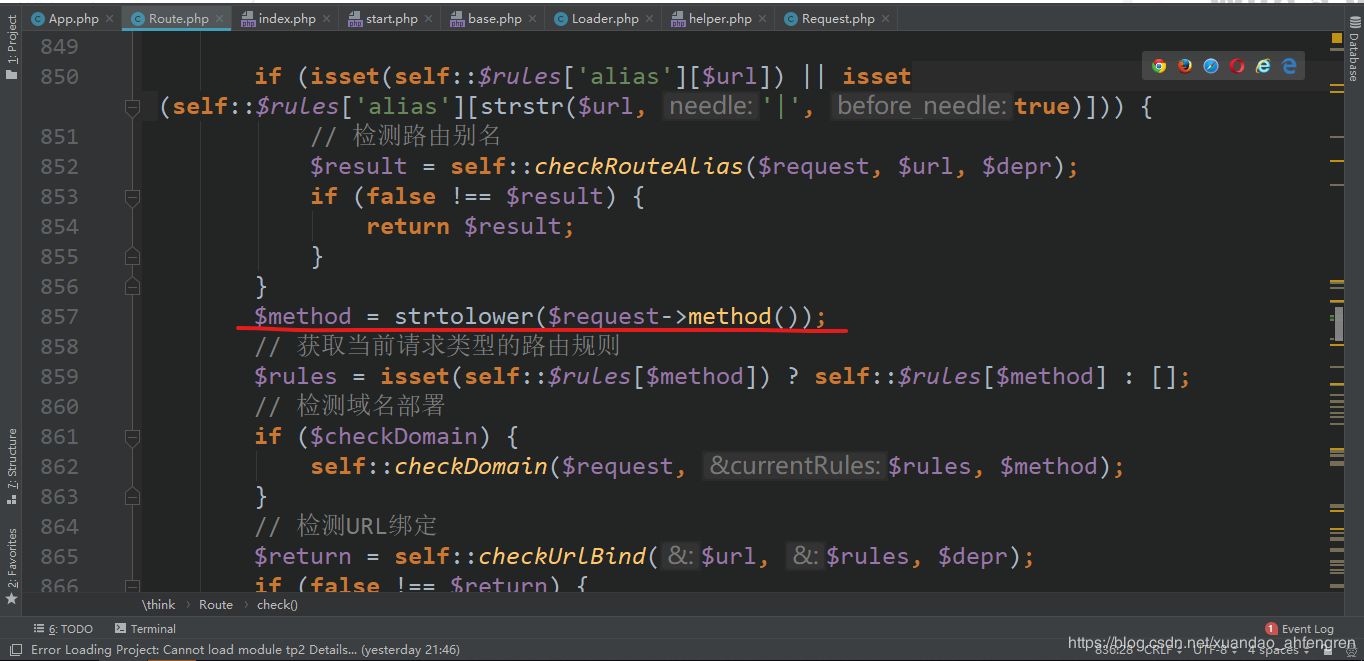 App.php Route.php index.php start.php base.php Loader.php helper.php Request.php
1: Project
Database
849
850 if (isset(self::$rules['alias'][$url]) || isset
(self::$rules['alias'][strstr($url, needle: '|', before_needle: true)])) {
851 // 检测路由别名
852 $result = self::checkRouteAlias($request, $url, $depr);
853 if (false !== $result) {
854 return $result;
855 }
856 }
857 $method = strtolower($request->method());
858 // 获取当前请求类型的路由规则
859 $rules = isset(self::$rules[$method]) ? self::$rules[$method] : [];
860 // 检测域名部署
861 if ($checkDomain) {
862 self::checkDomain($request, &currentRules: $rules, $method);
863 }
864 // 检测URL绑定
865 $return = self::checkUrlBind(&: $url, &: $rules, $depr);
866 if (false !== $return) {
7: Structure
2: Favorites
\think › Route › check()
6: TODO Terminal
1 Event Log
Error Loading Project: Cannot load module tp2 Details... (yesterday 21:46)
856:28 CRLF UTF-8 4 spaces
https://blog.csdn.net/xuandao_ahfengren